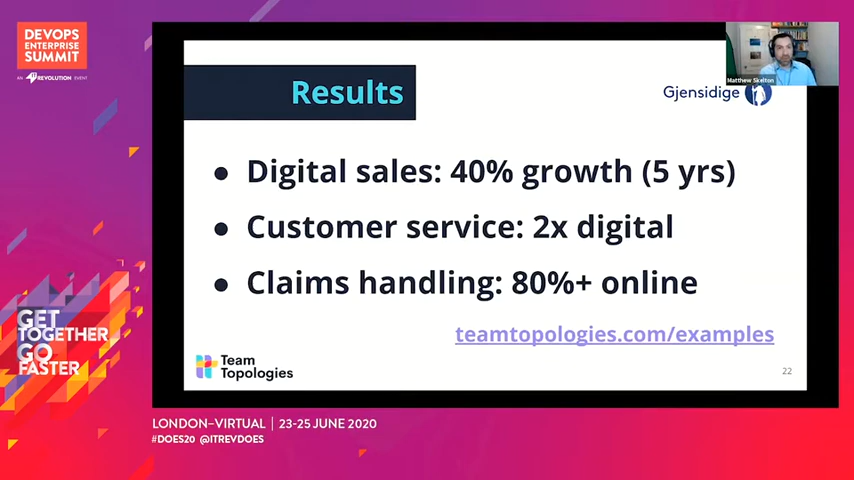 DEVOPS
ENTERPRISE
SUMMIT
AN IT REVOLUTION EVENT
Matthew Skelton
Results
Gjensidige
● Digital sales: 40% growth (5 yrs)
● Customer service: 2x digital
● Claims handling: 80%+ online
teamtopologies.com/examples
Team
Topologies
22
GET
TOGETHER
GO
FASTER
LONDON–VIRTUAL | 23-25 JUNE 2020
#DOES20 @ITREVDOES